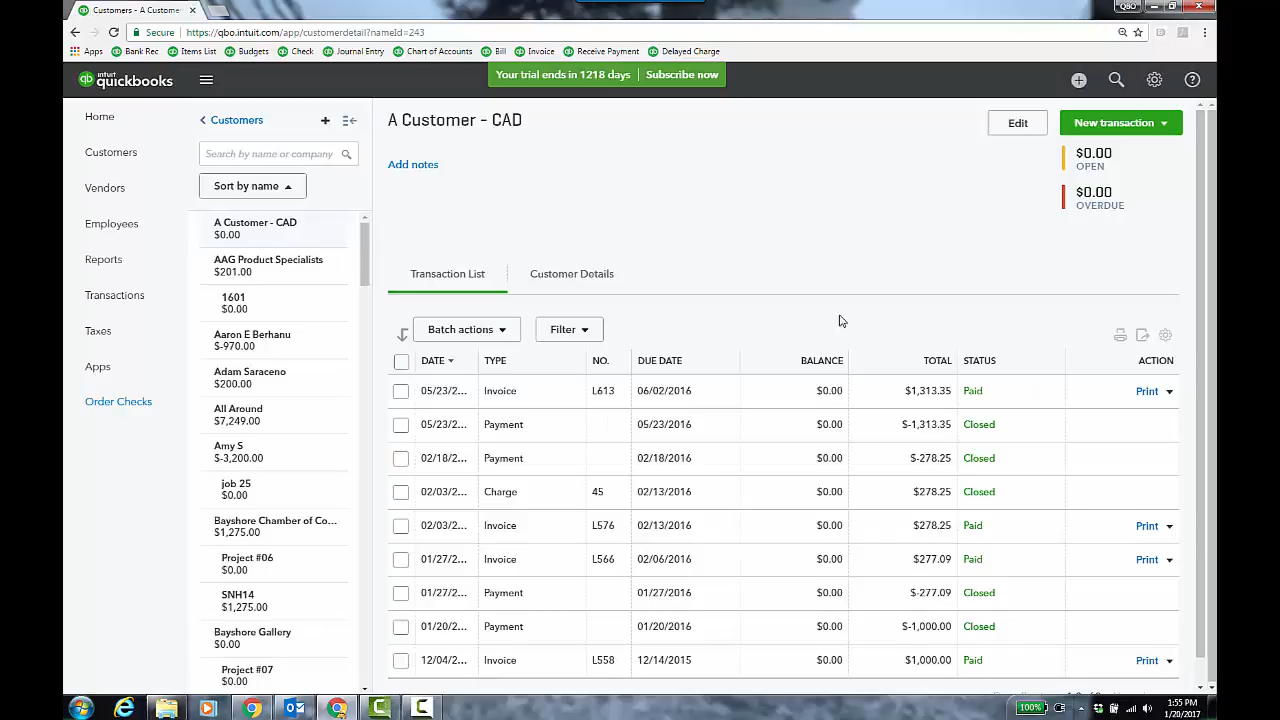 Customers - A Custome
QBO
Secure https://qbo.intuit.com/app/customerdetail?nameId=243
Apps Bank Rec Items List Budgets Check Journal Entry Chart of Accounts Bill Invoice Receive Payment Delayed Charge
intuit
quickbooks
Your trial ends in 1218 days Subscribe now
Home
Customers
Vendors
Employees
Reports
Transactions
Taxes
Apps
Order Checks
Customers
Search by name or company
Sort by name
A Customer - CAD
$0.00
AAG Product Specialists
$201.00
1601
$0.00
Aaron E Berhanu
$-970.00
Adam Saraceno
$200.00
All Around
$7,249.00
Amy S
$-3,200.00
job 25
$0.00
Bayshore Chamber of Co...
$1,275.00
Project #06
$0.00
SNH14
$1,275.00
Bayshore Gallery
$0.00
Project #07
$0.00
A Customer - CAD
Add notes
Edit
New transaction
$0.00
OPEN
$0.00
OVERDUE
Transaction List Customer Details
Batch actions Filter
DATE TYPE NO. DUE DATE BALANCE TOTAL STATUS ACTION
05/23/2... Invoice L613 06/02/2016 $0.00 $1,313.35 Paid Print
05/23/2... Payment 05/23/2016 $0.00 $-1,313.35 Closed
02/18/2... Payment 02/18/2016 $0.00 $-278.25 Closed
02/03/2... Charge 45 02/13/2016 $0.00 $278.25 Closed
02/03/2... Invoice L576 02/13/2016 $0.00 $278.25 Paid Print
01/27/2... Invoice L566 02/06/2016 $0.00 $277.09 Paid Print
01/27/2... Payment 01/27/2016 $0.00 $-277.09 Closed
01/20/2... Payment 01/20/2016 $0.00 $-1,000.00 Closed
12/04/2... Invoice L558 12/14/2015 $0.00 $1,000.00 Paid Print
100%
1:55 PM
1/20/2017